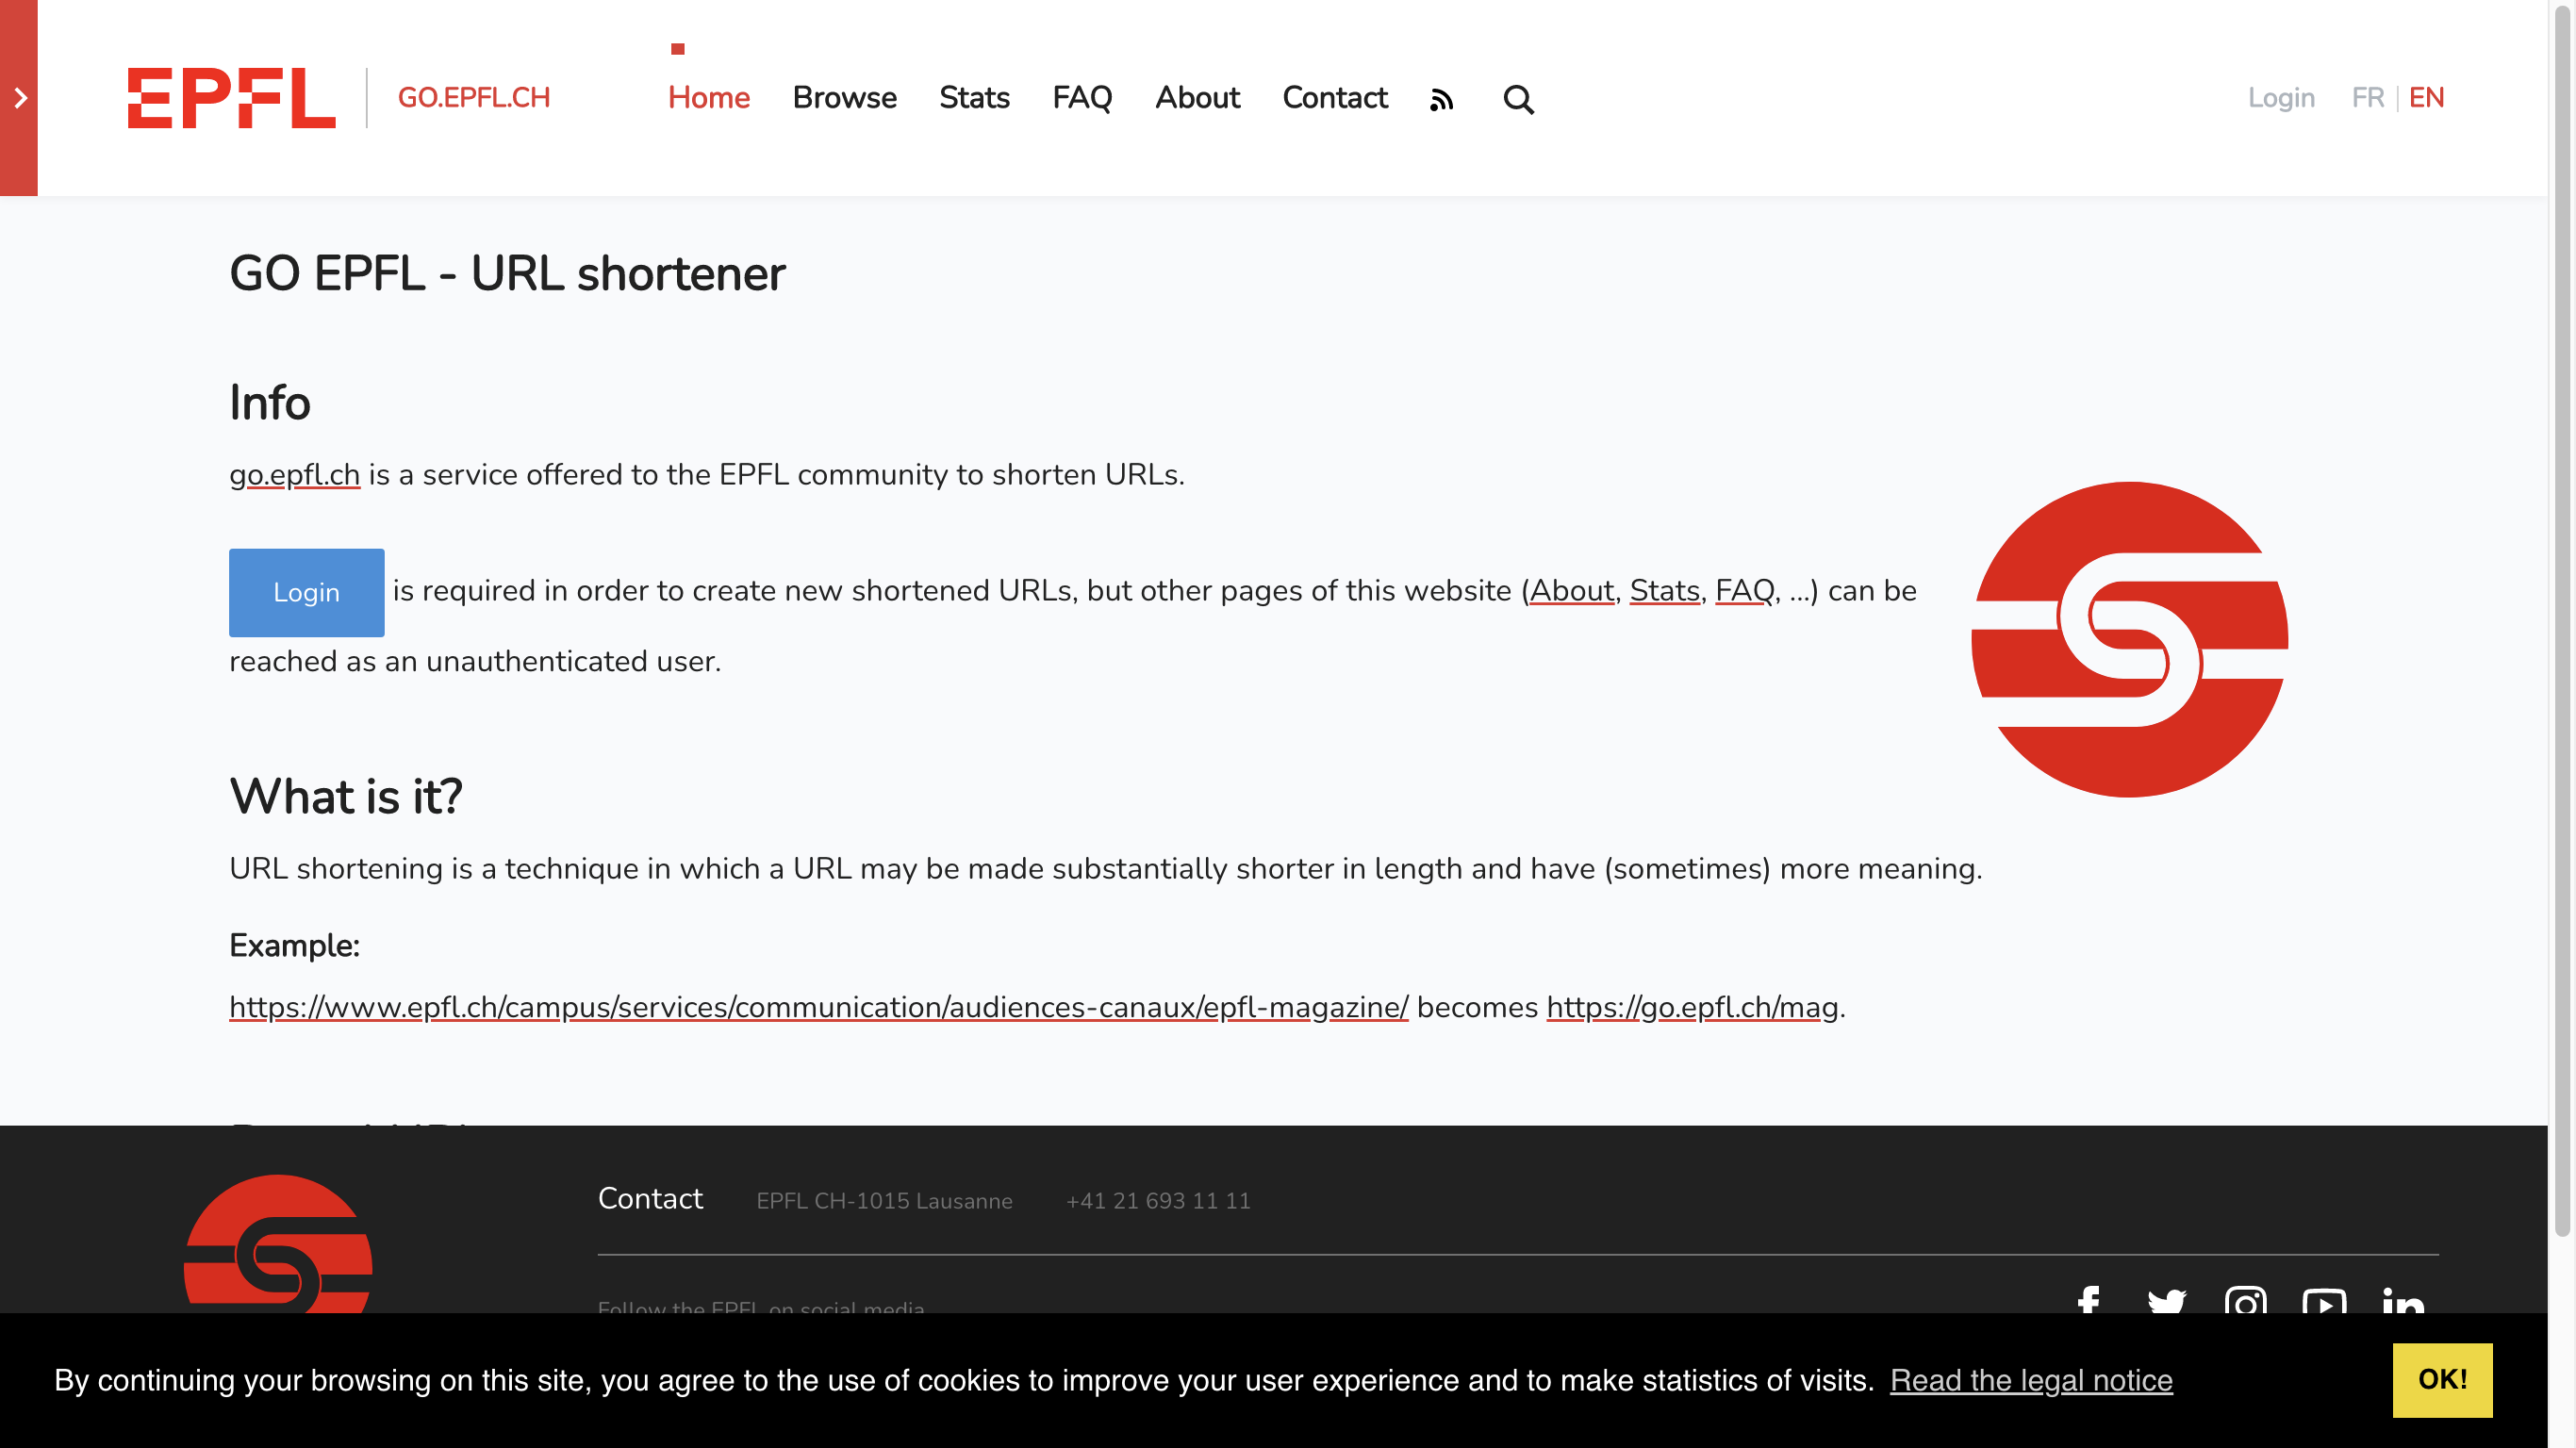 EPFL GO.EPFL.CH Home Browse Stats FAQ About Contact Login FR EN
GO EPFL - URL shortener
Info
go.epfl.ch is a service offered to the EPFL community to shorten URLs.
Login is required in order to create new shortened URLs, but other pages of this website (About, Stats, FAQ, ...) can be
reached as an unauthenticated user.
What is it?
URL shortening is a technique in which a URL may be made substantially shorter in length and have (sometimes) more meaning.
Example:
https://www.epfl.ch/campus/services/communication/audiences-canaux/epfl-magazine/ becomes https://go.epfl.ch/mag.
Contact EPFL CH-1015 Lausanne +41 21 693 11 11
Follow the EPFL on social media
By continuing your browsing on this site, you agree to the use of cookies to improve your user experience and to make statistics of visits. Read the legal notice OK!